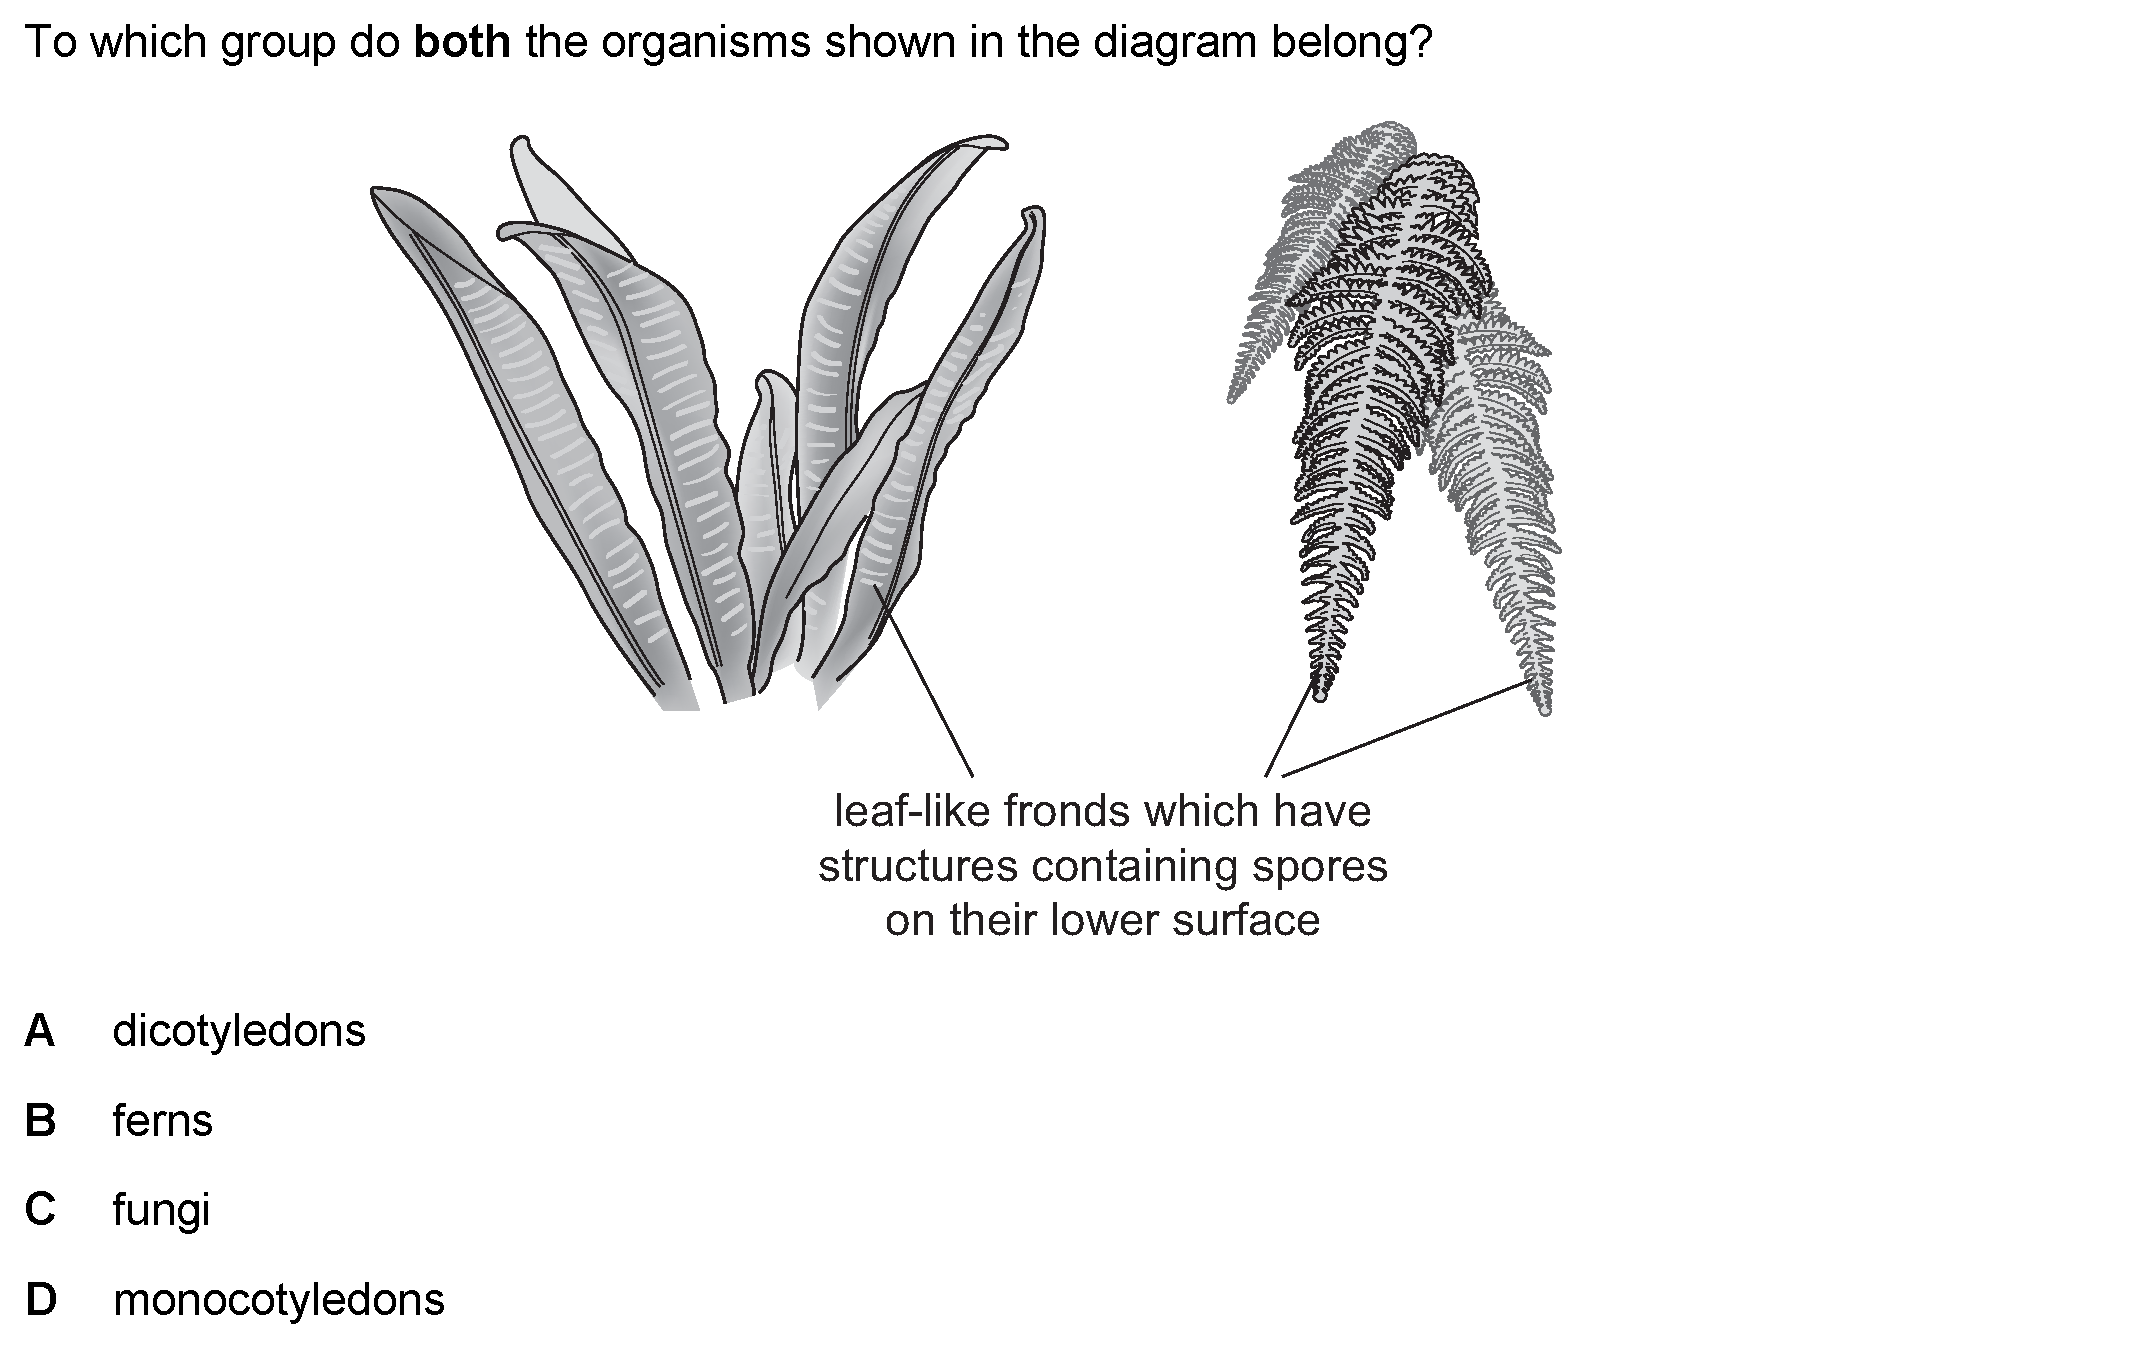 To which group do both the organisms shown in the diagram belong?
leaf-like fronds which have
structures containing spores
on their lower surface
A dicotyledons
B ferns
C fungi
D monocotyledons